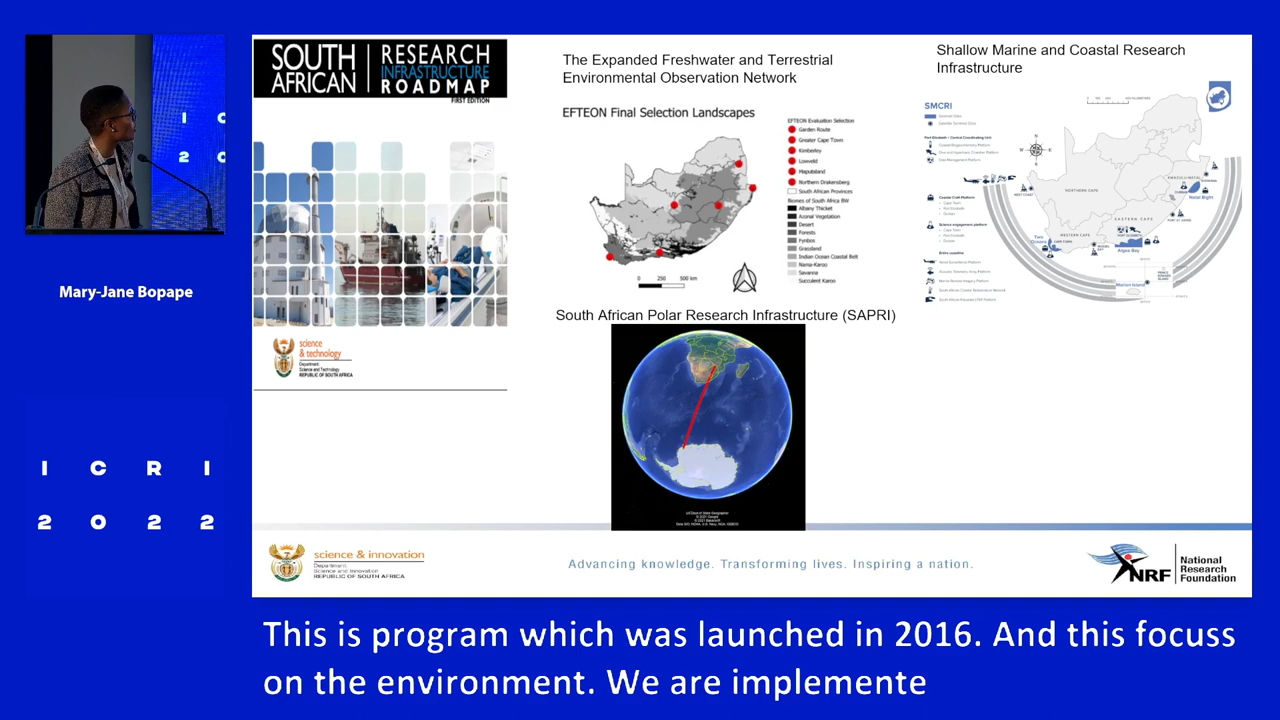 I C
2 0
Mary-Jane Bopape
I C R I
2 0 2 2
SOUTH AFRICAN
RESEARCH
INFRASTRUCTURE
ROADMAP
FIRST EDITION
science
& technology
Department:
Science and Technology
REPUBLIC OF SOUTH AFRICA
The Expanded Freshwater and Terrestrial
Environmental Observation Network
EFTEON Final Selection Landscapes
EFTEON Evaluation Selection
Garden Route
Greater Cape Town
Kimberley
Lowveld
Maputaland
Northern Drakensberg
South African Provinces
Biomes of South Africa BW
Albany Thicket
Azonal Vegetation
Desert
Forests
Fynbos
Grassland
Indian Ocean Coastal Belt
Nama-Karoo
Savanna
Succulent Karoo
0 250 500 km
South African Polar Research Infrastructure (SAPRI)
Shallow Marine and Coastal Research
Infrastructure
SMCRI
N
W
S
NORTHERN CAPE
KWAZULU-NATAL
EASTERN CAPE
WESTERN CAPE
Natal Bight
Algoa Bay
science & innovation
Department:
Science and Innovation
REPUBLIC OF SOUTH AFRICA
Advancing knowledge. Transforming lives. Inspiring a nation.
NRF
National
Research
Foundation
This is program which was launched in 2016. And this focuss
on the environment. We are implemente